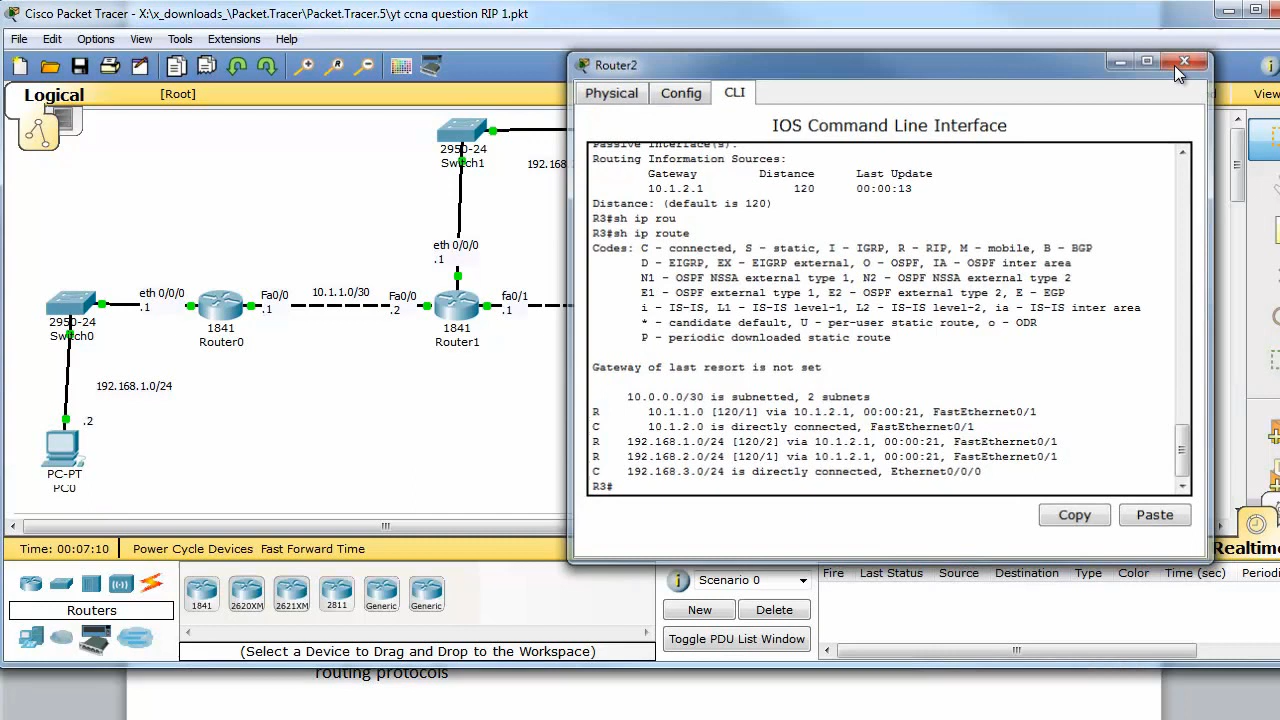 Cisco Packet Tracer - X:\x_downloads_\Packet.Tracer\Packet.Tracer.5\yt ccna question RIP 1.pkt
File Edit Options View Tools Extensions Help
Logical
[Root]
View
2950-24
Switch1
192.168
eth 0/0/0
.1
eth 0/0/0
.1
Fa0/0
.1
10.1.1.0/30
Fa0/0
.2
fa0/1
.1
2950-24
Switch0
1841
Router0
1841
Router1
192.168.1.0/24
.2
PC-PT
PC0
Router2
Physical Config CLI
IOS Command Line Interface
Passive Interface(s):
Routing Information Sources:
Gateway Distance Last Update
10.1.2.1 120 00:00:13
Distance: (default is 120)
R3#sh ip rou
R3#sh ip route
Codes: C - connected, S - static, I - IGRP, R - RIP, M - mobile, B - BGP
D - EIGRP, EX - EIGRP external, O - OSPF, IA - OSPF inter area
N1 - OSPF NSSA external type 1, N2 - OSPF NSSA external type 2
E1 - OSPF external type 1, E2 - OSPF external type 2, E - EGP
i - IS-IS, L1 - IS-IS level-1, L2 - IS-IS level-2, ia - IS-IS inter area
* - candidate default, U - per-user static route, o - ODR
P - periodic downloaded static route
Gateway of last resort is not set
10.0.0.0/30 is subnetted, 2 subnets
R 10.1.1.0 [120/1] via 10.1.2.1, 00:00:21, FastEthernet0/1
C 10.1.2.0 is directly connected, FastEthernet0/1
R 192.168.1.0/24 [120/2] via 10.1.2.1, 00:00:21, FastEthernet0/1
R 192.168.2.0/24 [120/1] via 10.1.2.1, 00:00:21, FastEthernet0/1
C 192.168.3.0/24 is directly connected, Ethernet0/0/0
R3#
Copy Paste
Time: 00:07:10 Power Cycle Devices Fast Forward Time
Realtime
Routers
1841 2620XM 2621XM 2811 Generic Generic
(Select a Device to Drag and Drop to the Workspace)
Scenario 0
New Delete
Toggle PDU List Window
Fire Last Status Source Destination Type Color Time (sec) Periodi
routing protocols